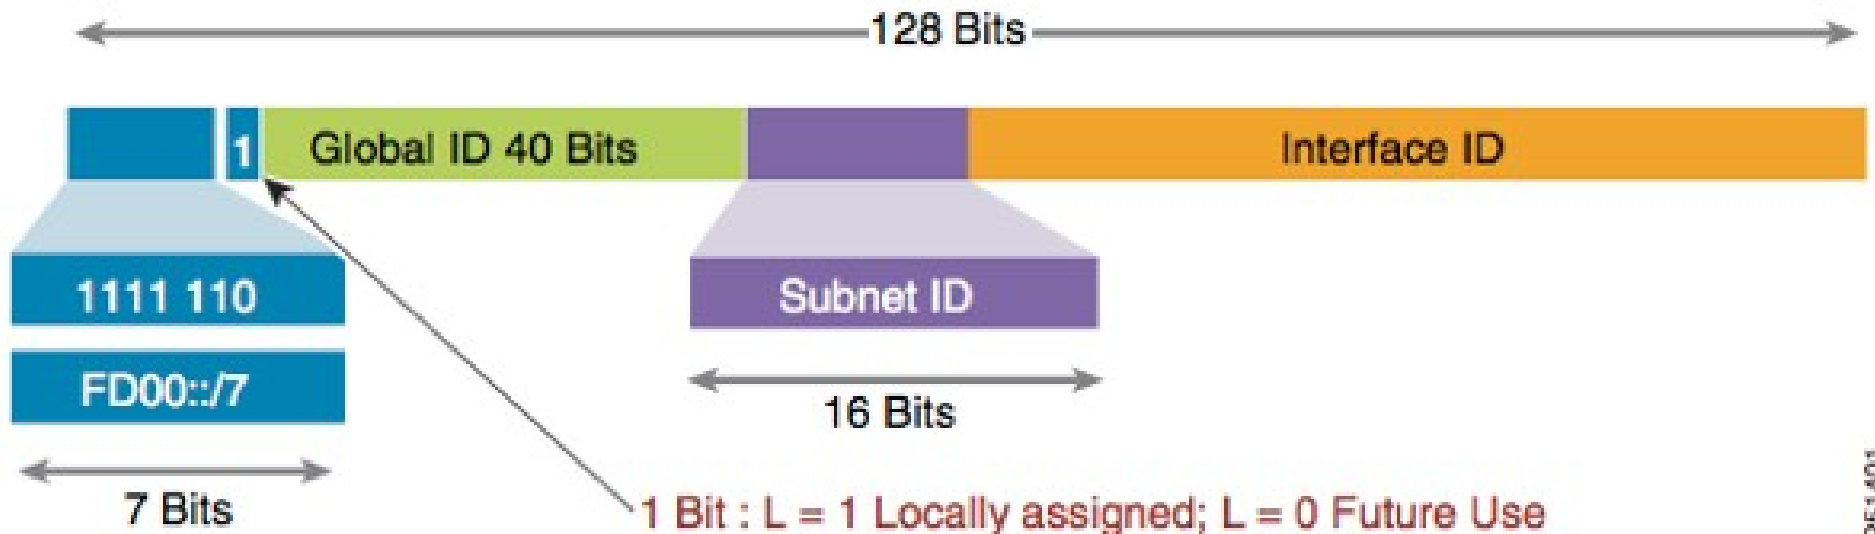 128 Bits
1
Global ID 40 Bits
Interface ID
1111 110
Subnet ID
FD00::/7
16 Bits
7 Bits
1 Bit : L = 1 Locally assigned; L = 0 Future Use